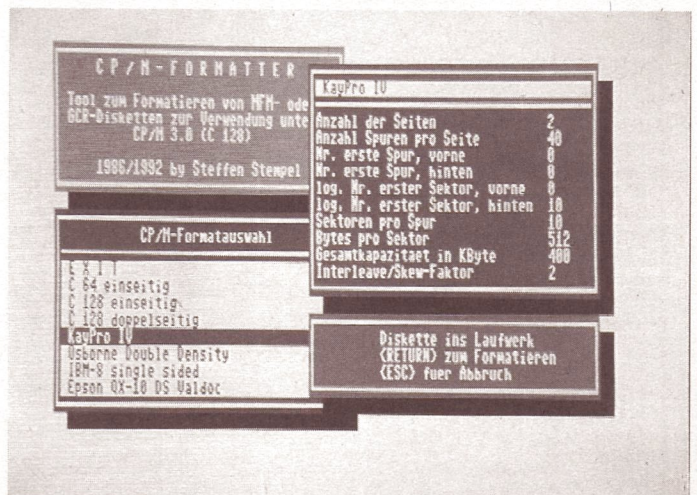 CP/M-FORMATTER
Tool zum Formatieren von MFM- ode
GCR-Disketten zur Verwendung unte
CP/M 3.0 (C 128)
1986/1992 by Steffen Stempel
CP/M-Formatauswahl
E X I T
C 64 einseitig
C 128 einseitig
C 128 doppelseitig
KayPro IV
Osborne Double Density
IBM-8 single sided
Epson QX-10 DS Valdoc
KayPro IV
Anzahl der Seiten 2
Anzahl Spuren pro Seite 40
Nr. erste Spur, vorne 0
Nr. erste Spur, hinten 0
log. Nr. erster Sektor, vorne 0
log. Nr. erster Sektor, hinten 10
Sektoren pro Spur 10
Bytes pro Sektor 512
Gesamtkapazitaet in KByte 400
Interleave/Skew-Faktor 2
Diskette ins Laufwerk
<RETURN> zum Formatieren
<ESC> fuer Abbruch